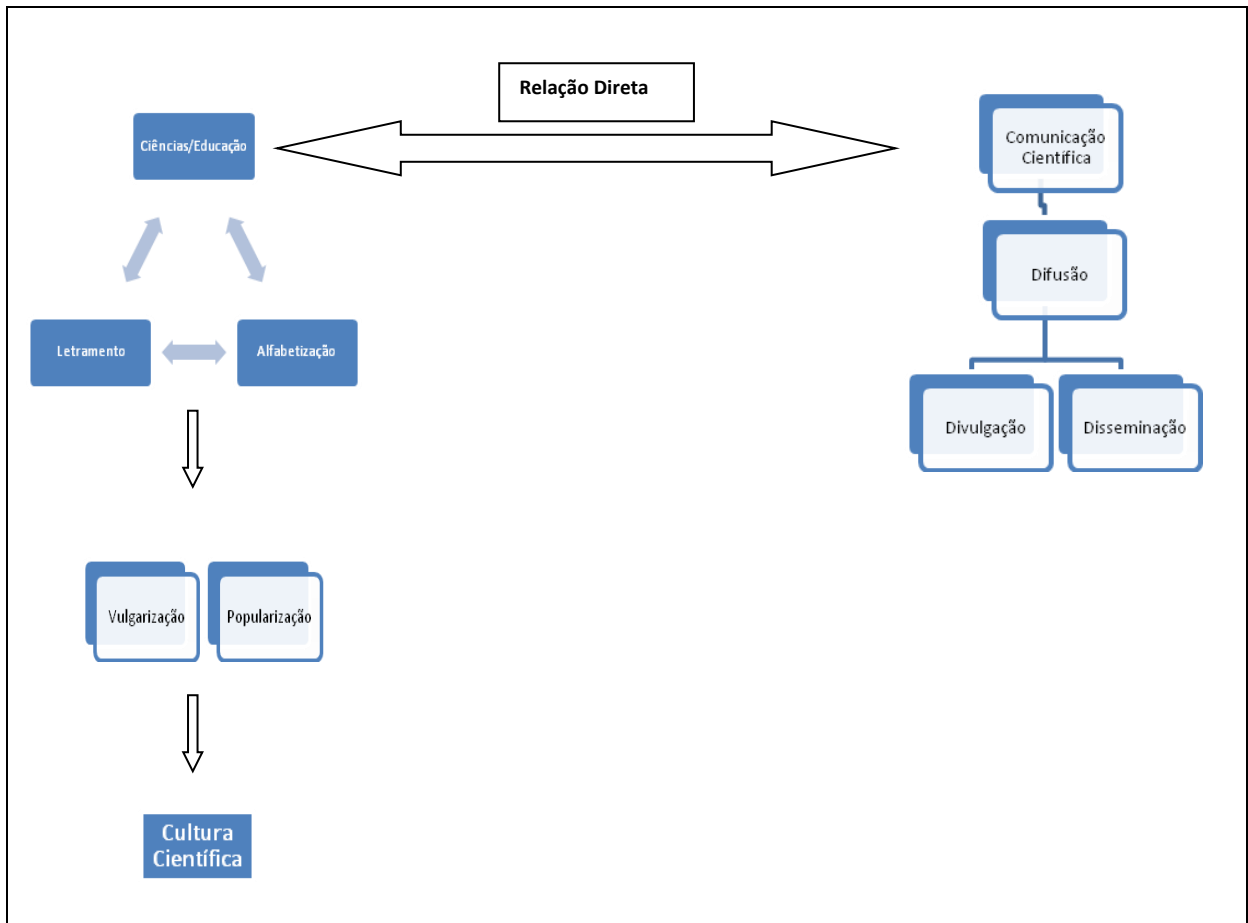 Relação Direta
Ciências/Educação
Comunicação
Científica
Difusão
Letramento
Alfabetização
Divulgação
Disseminação
Vulgarização
Popularização
Cultura
Científica